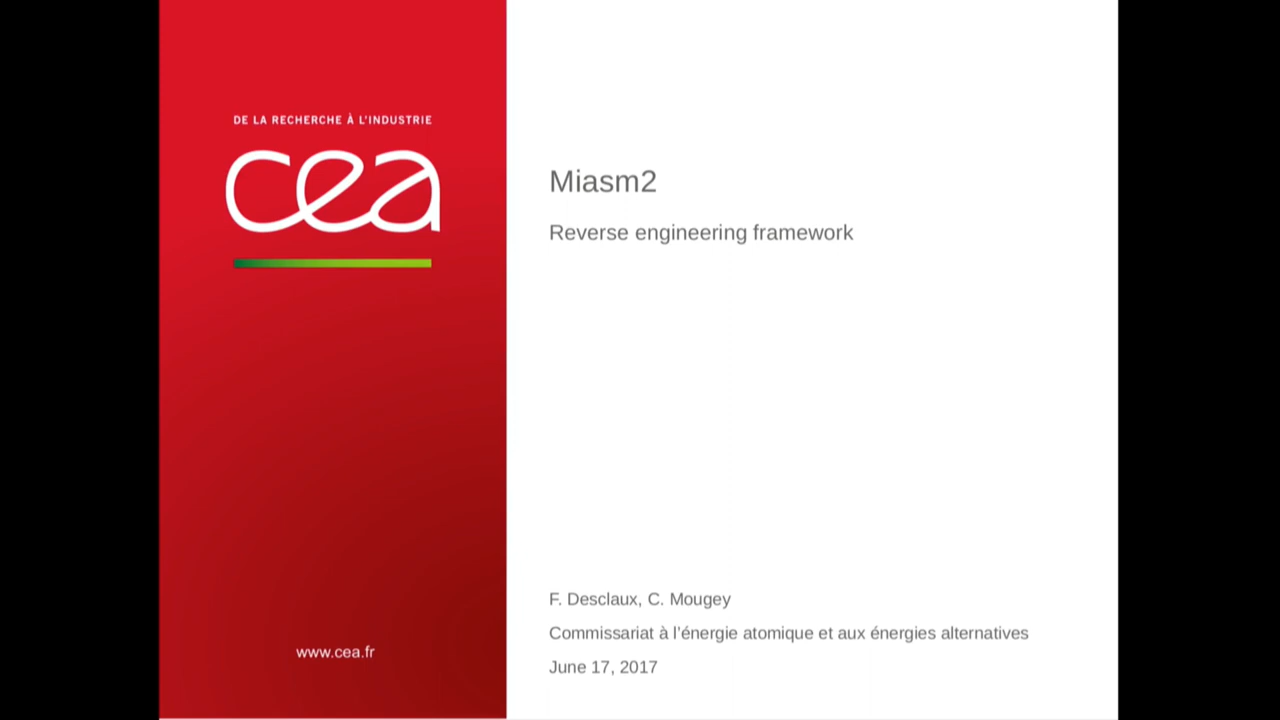 DE LA RECHERCHE À L'INDUSTRIE
cea
www.cea.fr
Miasm2
Reverse engineering framework
F. Desclaux, C. Mougey
Commissariat à l'énergie atomique et aux énergies alternatives
June 17, 2017